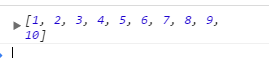 [1, 2, 3, 4, 5, 6, 7, 8, 9,
10]